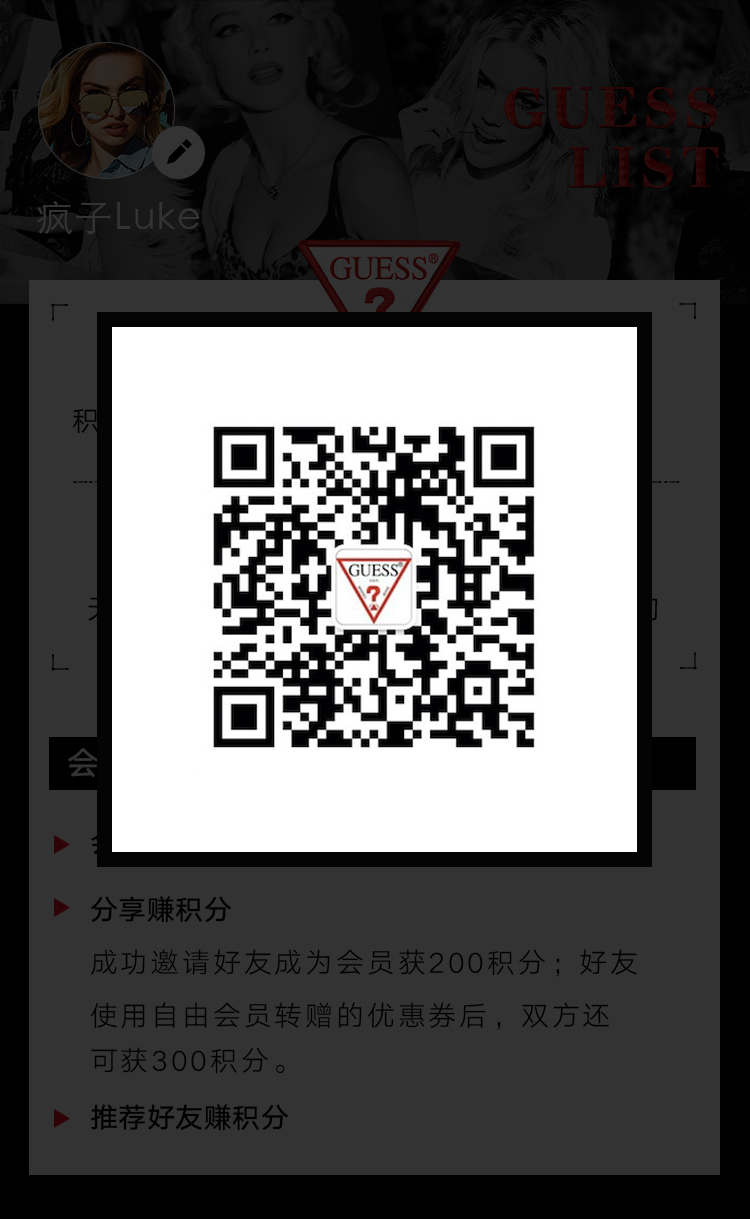 GUESS
LIST
疯子Luke
GUESS®
?
积
GUESS®
?
会
分享赚积分
成功邀请好友成为会员获200积分；好友
使用自由会员转赠的优惠券后，双方还
可获300积分。
推荐好友赚积分